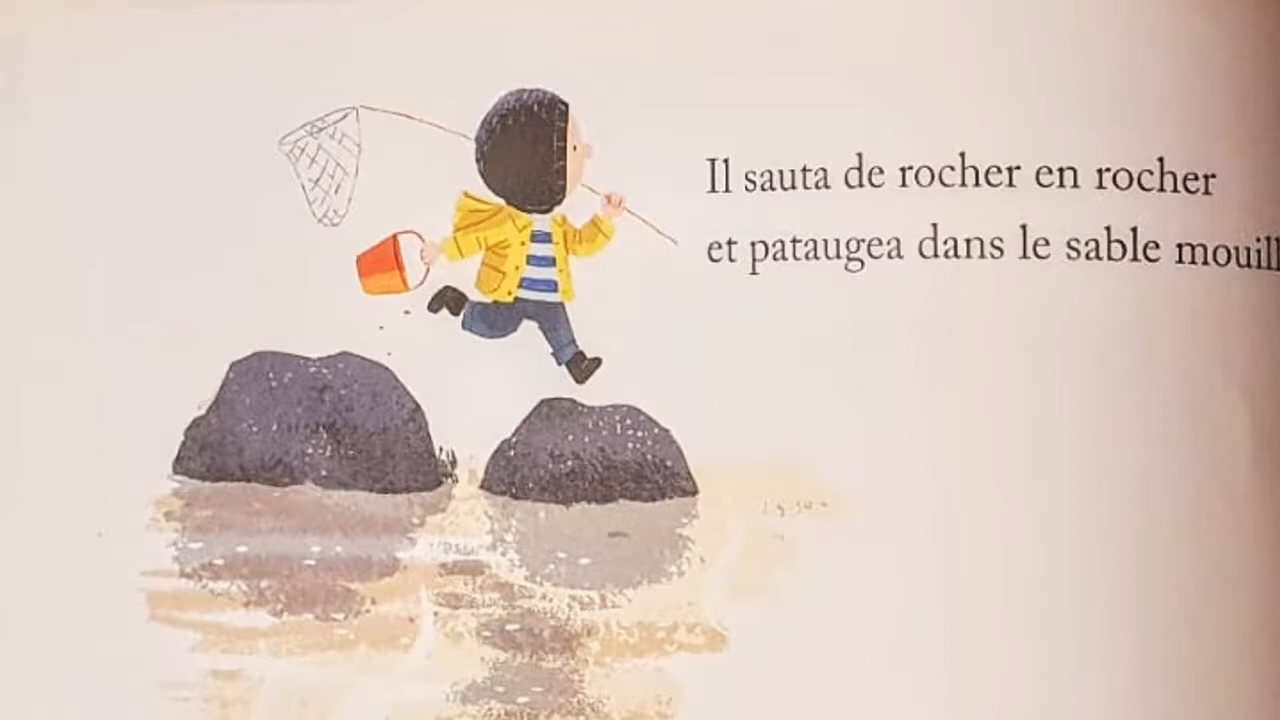 Il sauta de rocher en rocher
et pataugea dans le sable mouill